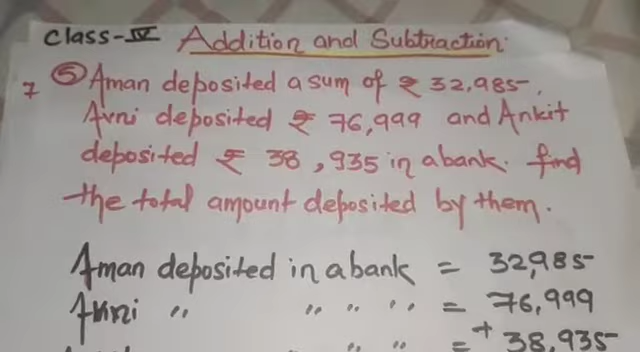 Class-IV Addition and Subtraction.
7 ⑤ Aman deposited a sum of ₹ 32,985,
Avni deposited ₹ 76,999 and Ankit
deposited ₹ 38,935 in a bank. find
the total amount deposited by them.
Aman deposited in a bank = 32,985
Avni " " " " = 76,999
" " = + 38,935